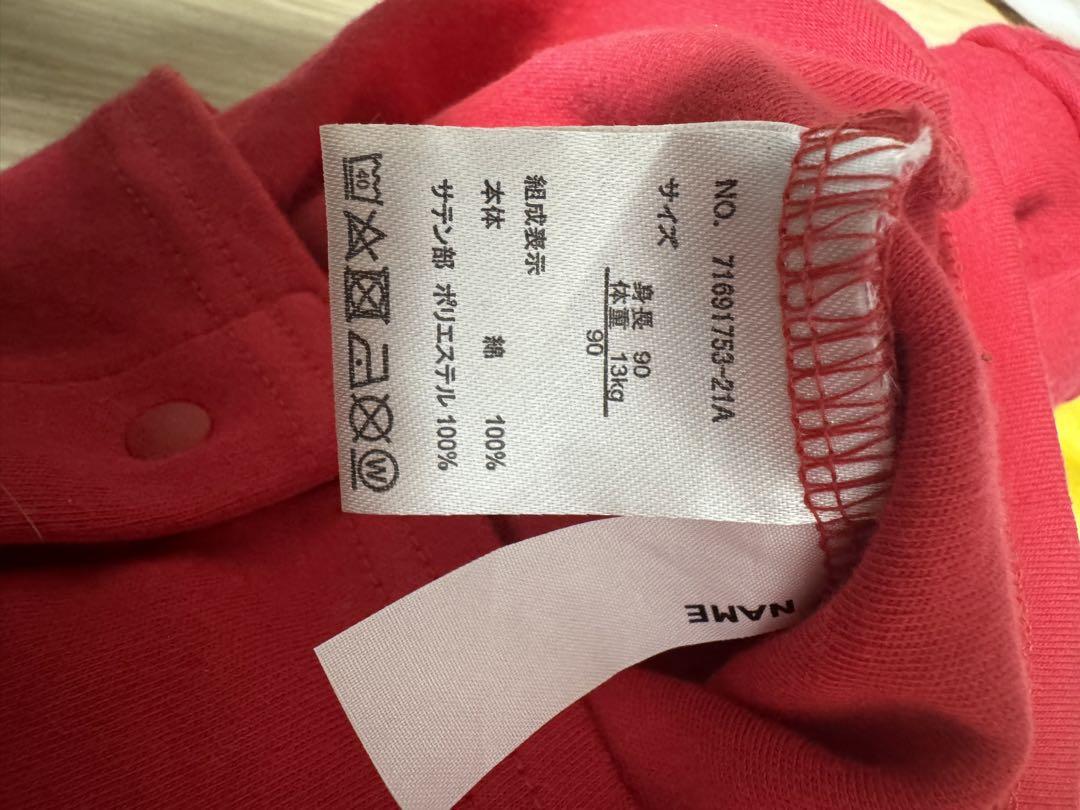 NO. 71691753-21A
サイズ
身長 90
体重 13kg
90
組成表示
本体 綿 100%
サテン部 ポリエステル 100%
40
W
NAME